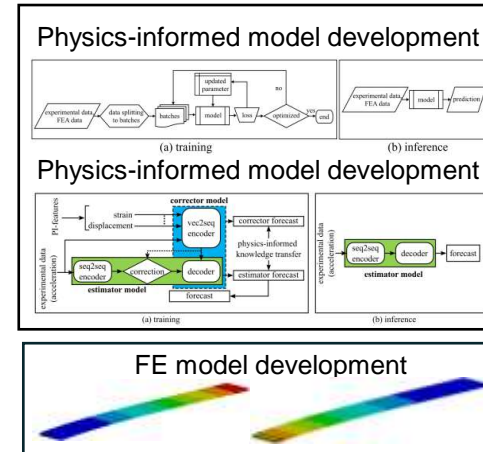 Physics-informed model development
updated
parameter
no
experimental data
FEA data
data splitting
to batches
batches
model
loss
optimized
yes
end
(a) training
experimental data
FEA data
model
prediction
(b) inference
Physics-informed model development
corrector model
PI-features
strain
displacement
vec2seq
encoder
corrector forecast
physics-informed
knowledge transfer
experimental data
(acceleration)
seq2seq
encoder
correction
decoder
estimator forecast
estimator model
forecast
(a) training
experimental data
(acceleration)
seq2seq
encoder
decoder
forecast
estimator model
(b) inference
FE model development